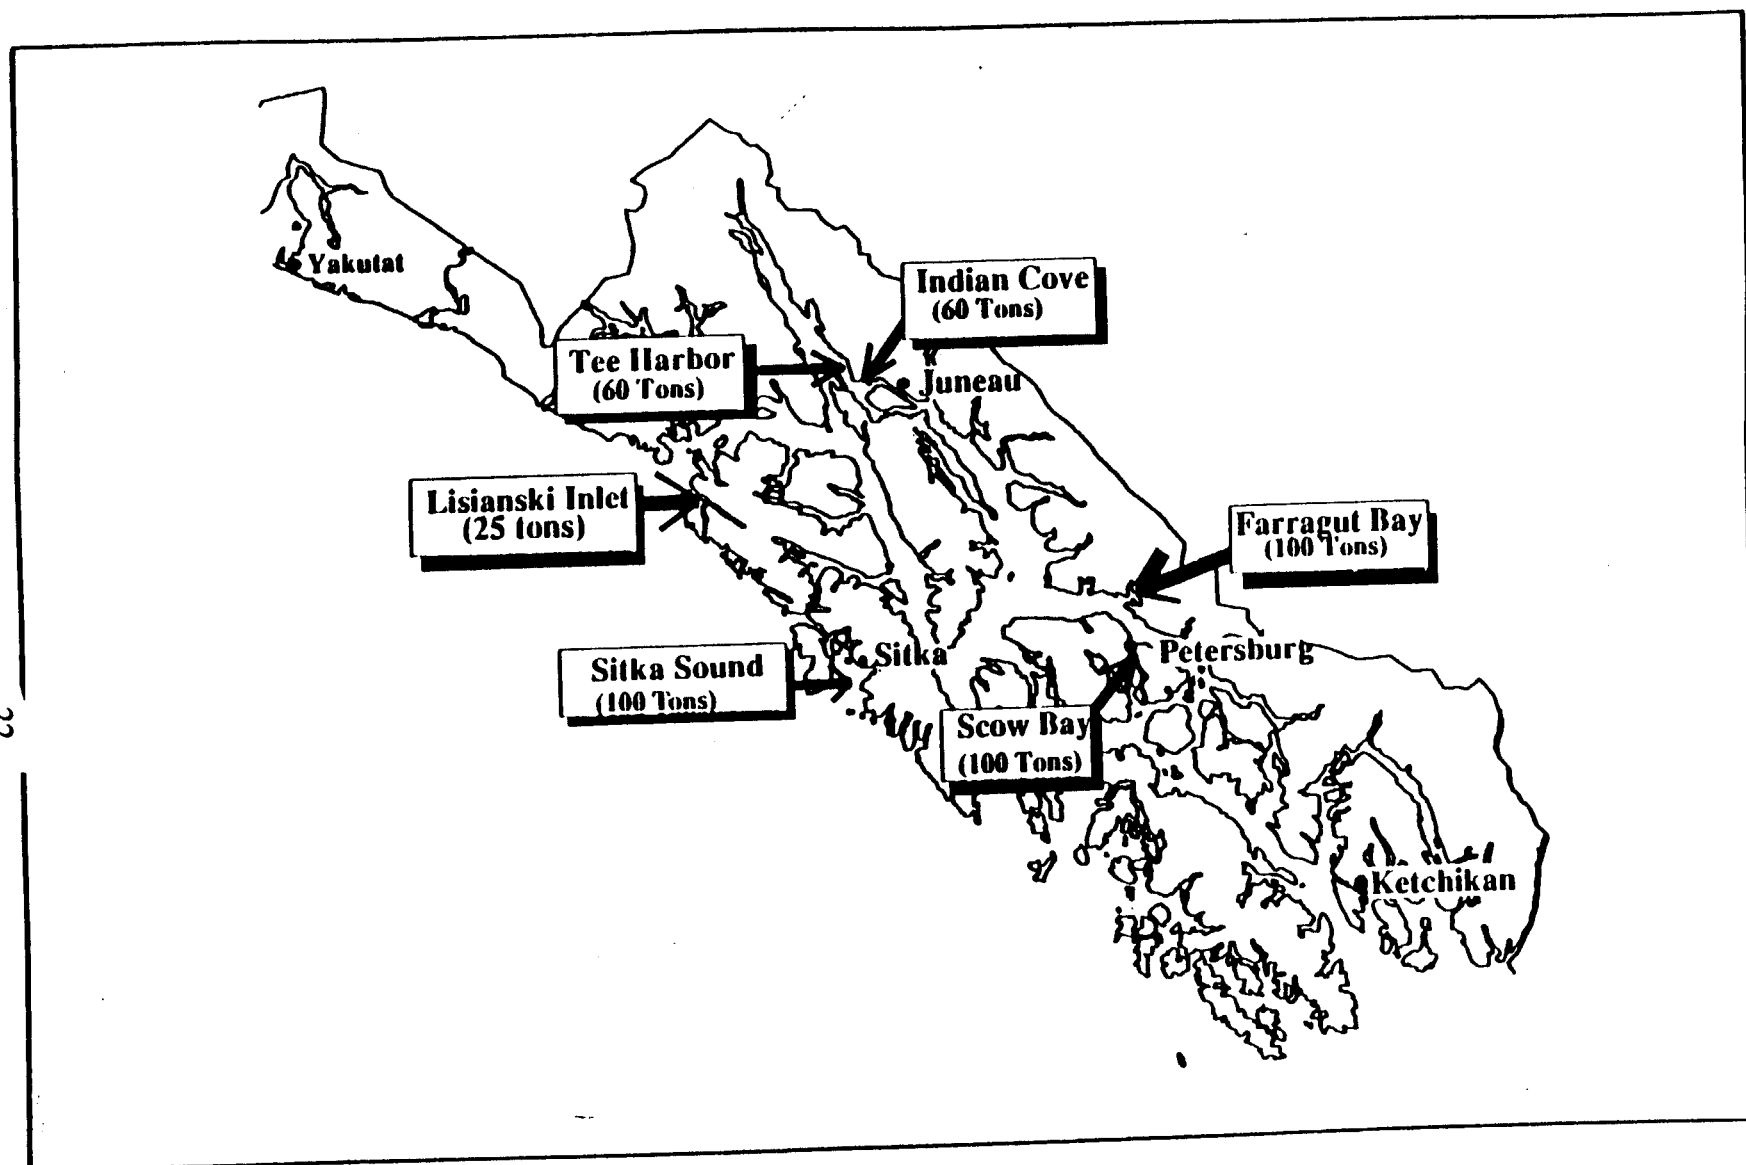 Yakutat
Indian Cove
(60 Tons)
Tee Harbor
(60 Tons)
Juneau
Lisianski Inlet
(25 tons)
Farragut Bay
(100 Tons)
Sitka
Petersburg
Sitka Sound
(100 Tons)
Scow Bay
(100 Tons)
Ketchikan
22